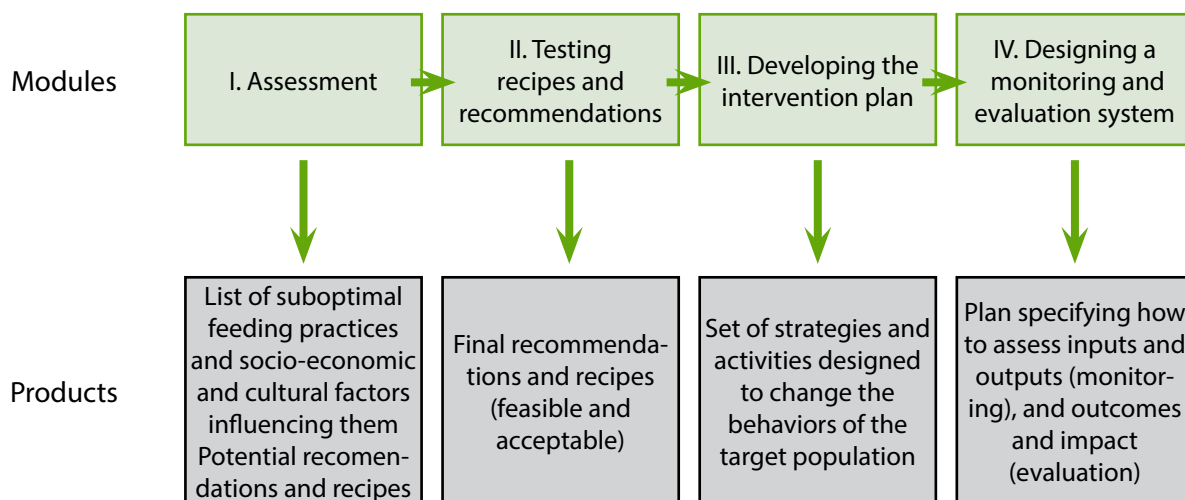 Modules
I. Assessment
II. Testing
recipes and
recommendations
III. Developing the
intervention plan
IV. Designing a
monitoring and
evaluation system
Products
List of suboptimal
feeding practices
and socio-economic
and cultural factors
influencing them
Potential recomen-
dations and recipes
Final recommenda-
tions and recipes
(feasible and
acceptable)
Set of strategies and
activities designed
to change the
behaviors of the
target population
Plan specifying how
to assess inputs and
outputs (monitor-
ing), and outcomes
and impact
(evaluation)